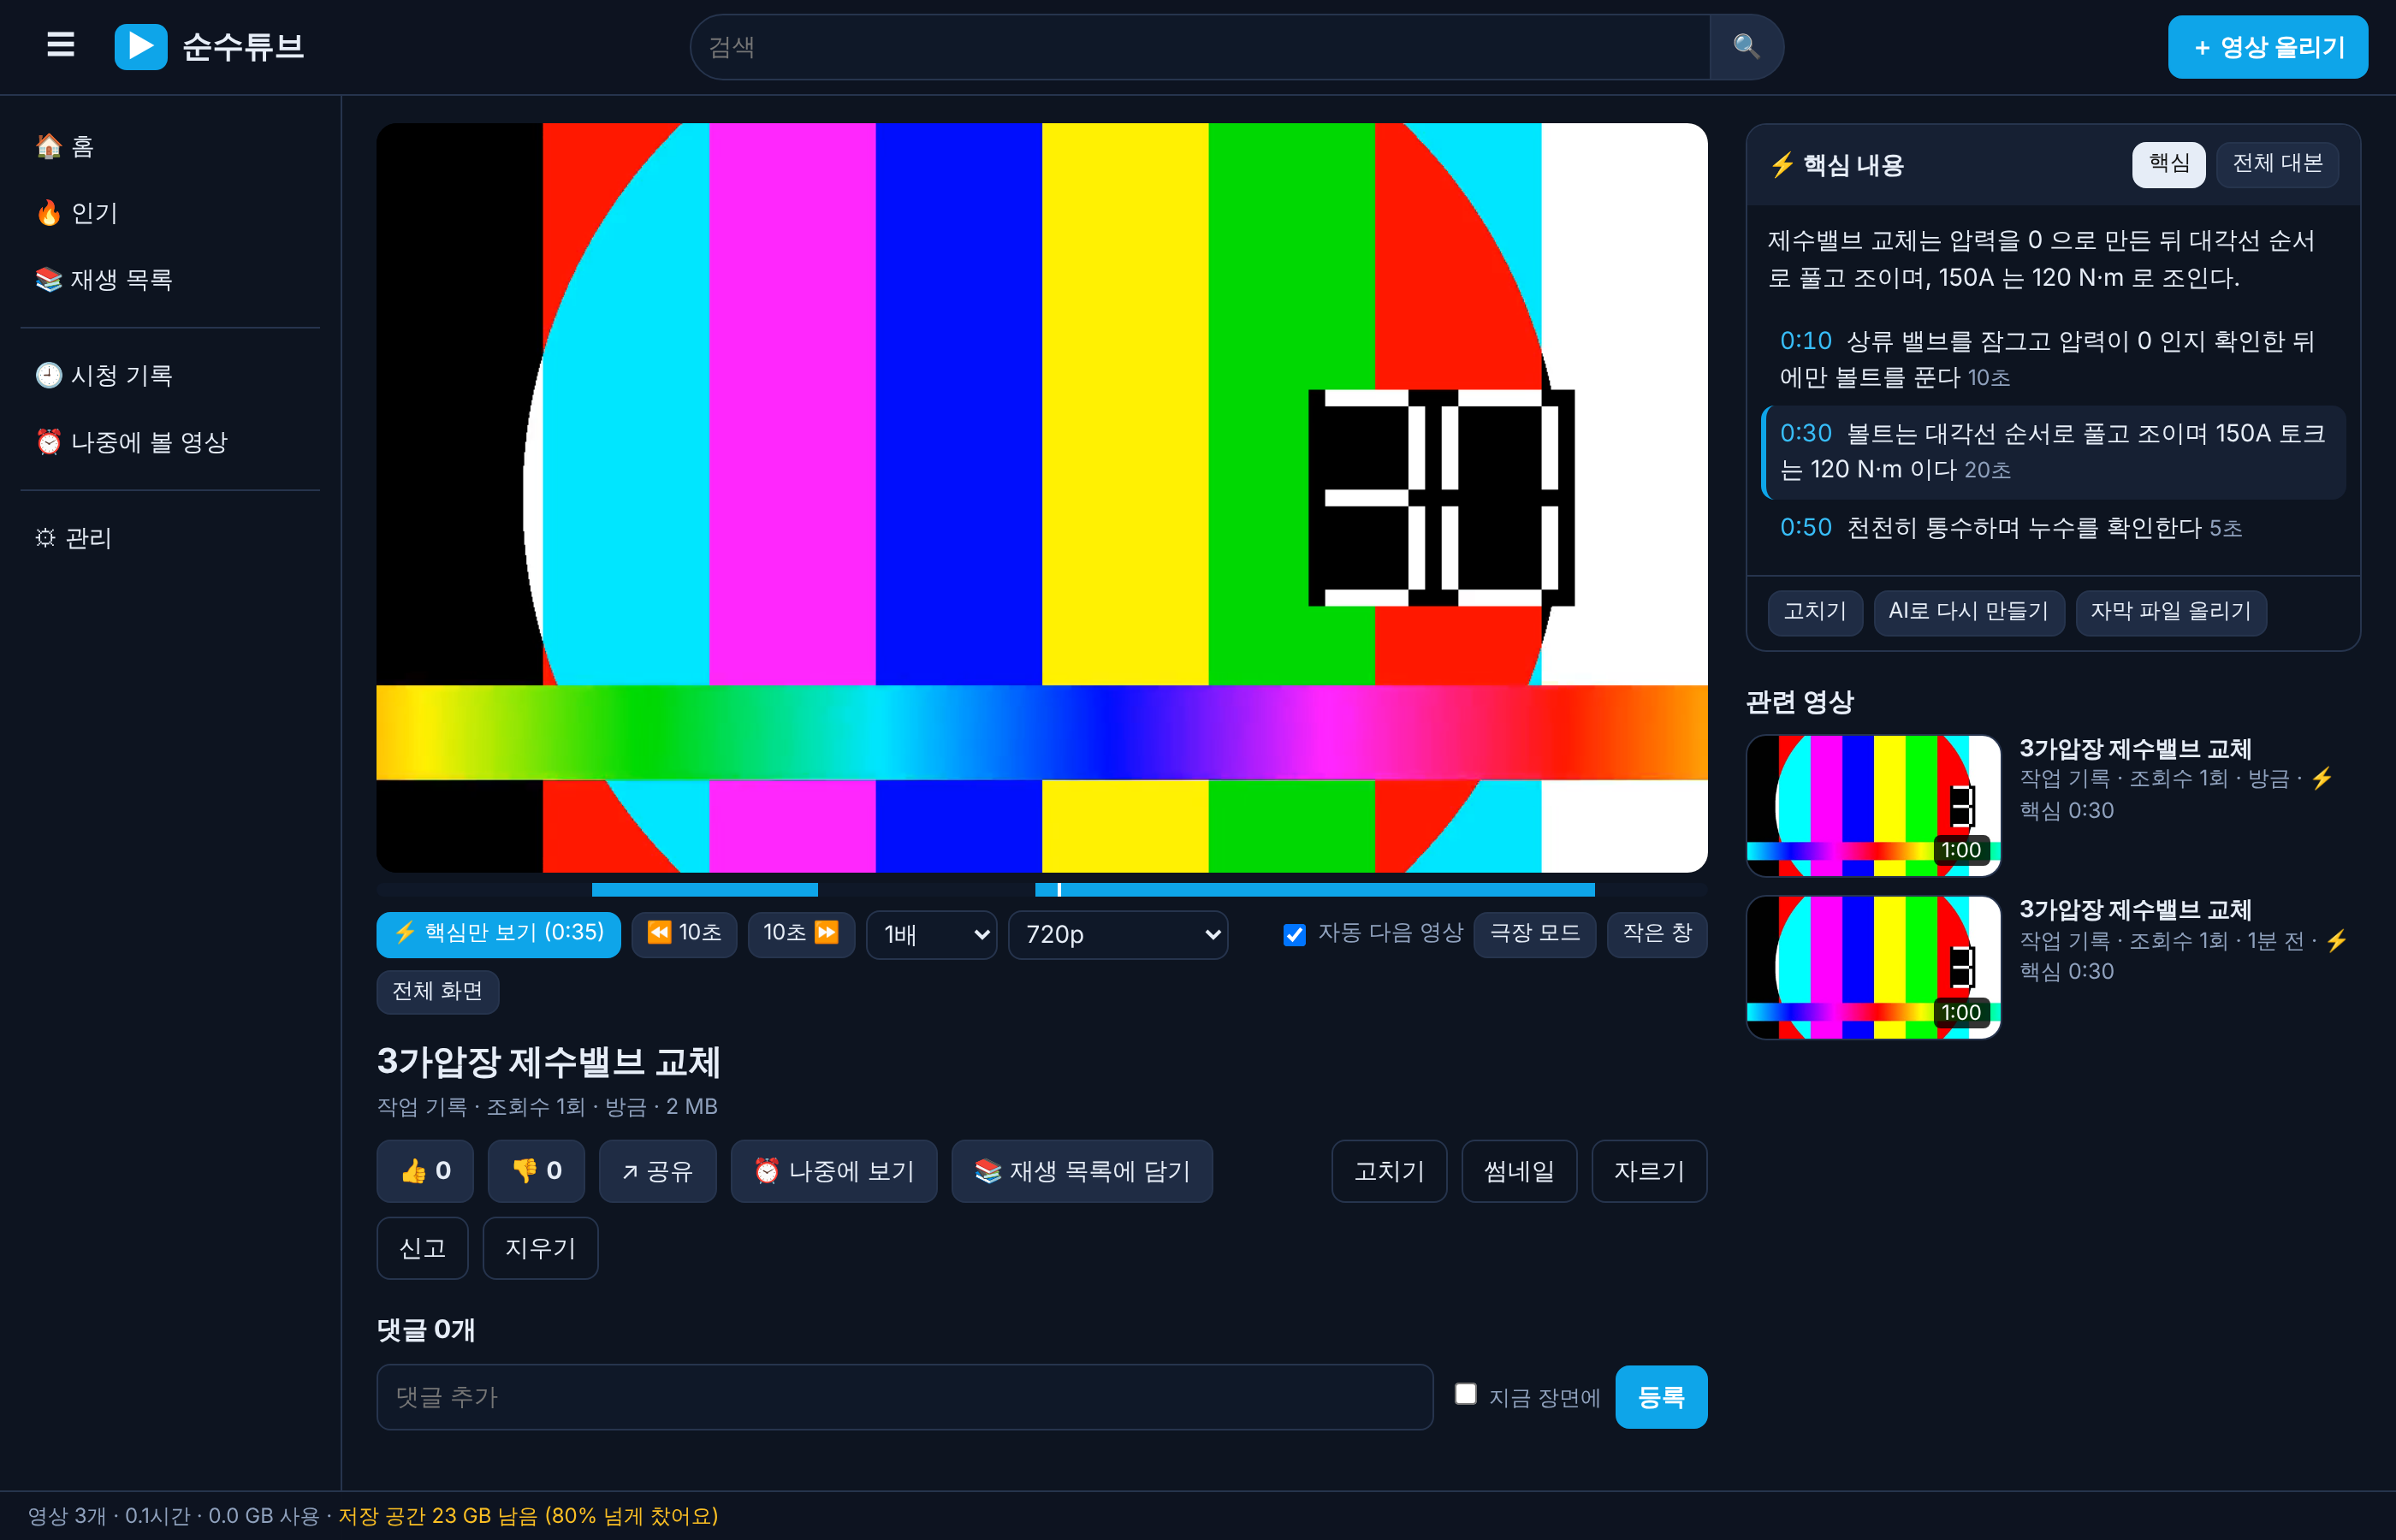 ☰ 순수튜브
검색
🔍
+ 영상 올리기
🏠 홈
🔥 인기
📚 재생 목록
🕘 시청 기록
⏰ 나중에 볼 영상
⚙ 관리
30
⚡ 핵심만 보기 (0:35)
⏪ 10초
10초 ⏩
1배
720p
자동 다음 영상
극장 모드
작은 창
전체 화면
3가압장 제수밸브 교체
작업 기록 · 조회수 1회 · 방금 · 2 MB
👍 0
👎 0
↗ 공유
⏰ 나중에 보기
📚 재생 목록에 담기
고치기
썸네일
자르기
신고
지우기
댓글 0개
댓글 추가
지금 장면에
등록
⚡ 핵심 내용
핵심
전체 대본
제수밸브 교체는 압력을 0 으로 만든 뒤 대각선 순서
로 풀고 조이며, 150A 는 120 N·m 로 조인다.
0:10 상류 밸브를 잠그고 압력이 0 인지 확인한 뒤
에만 볼트를 푼다 10초
0:30 볼트는 대각선 순서로 풀고 조이며 150A 토크
는 120 N·m 이다 20초
0:50 천천히 통수하며 누수를 확인한다 5초
고치기
AI로 다시 만들기
자막 파일 올리기
관련 영상
1:00
3가압장 제수밸브 교체
작업 기록 · 조회수 1회 · 방금 · ⚡
핵심 0:30
1:00
3가압장 제수밸브 교체
작업 기록 · 조회수 1회 · 1분 전 · ⚡
핵심 0:30
영상 3개 · 0.1시간 · 0.0 GB 사용 · 저장 공간 23 GB 남음 (80% 넘게 찼어요)